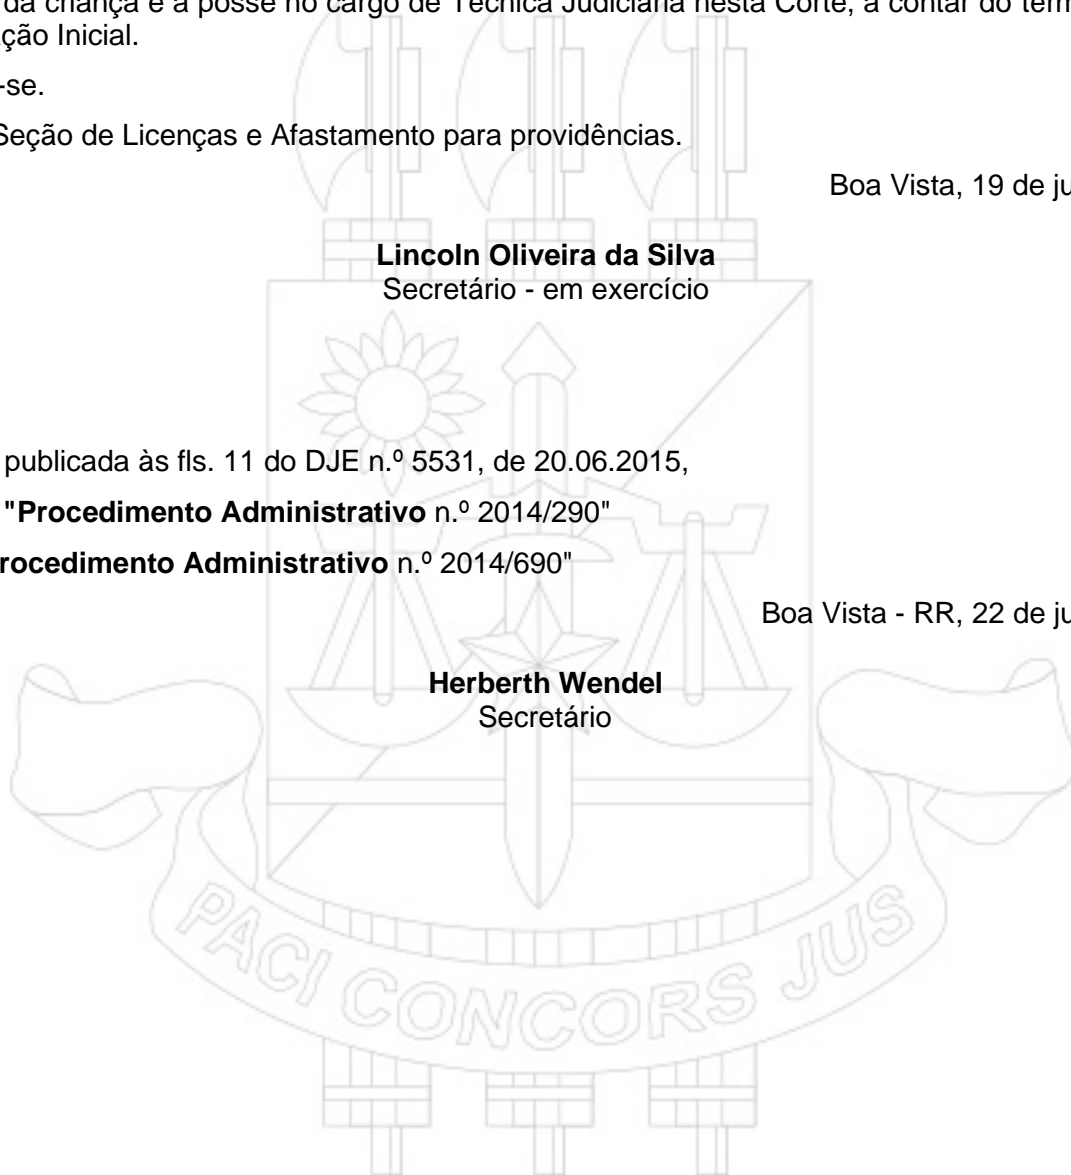 da criança e a posse no cargo de Técnica Judiciária nesta Corte, a contar do term
ção Inicial.
-se.
Seção de Licenças e Afastamento para providências.
Boa Vista, 19 de ju
Lincoln Oliveira da Silva
Secretário - em exercício
publicada às fls. 11 do DJE n.º 5531, de 20.06.2015,
"Procedimento Administrativo n.º 2014/290"
rocedimento Administrativo n.º 2014/690"
Boa Vista - RR, 22 de ju
Herberth Wendel
Secretário
PACI CONCORS JUS